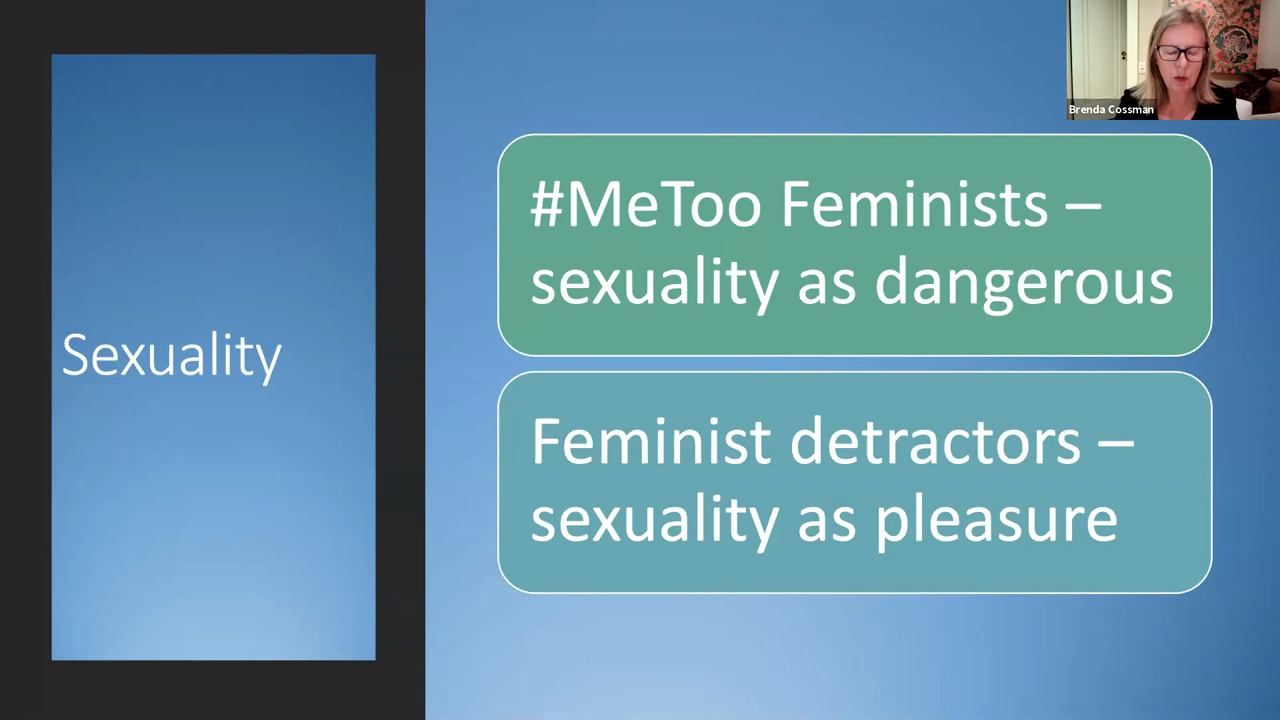 Brenda Cossman
Sexuality
#MeToo Feminists –
sexuality as dangerous
Feminist detractors –
sexuality as pleasure